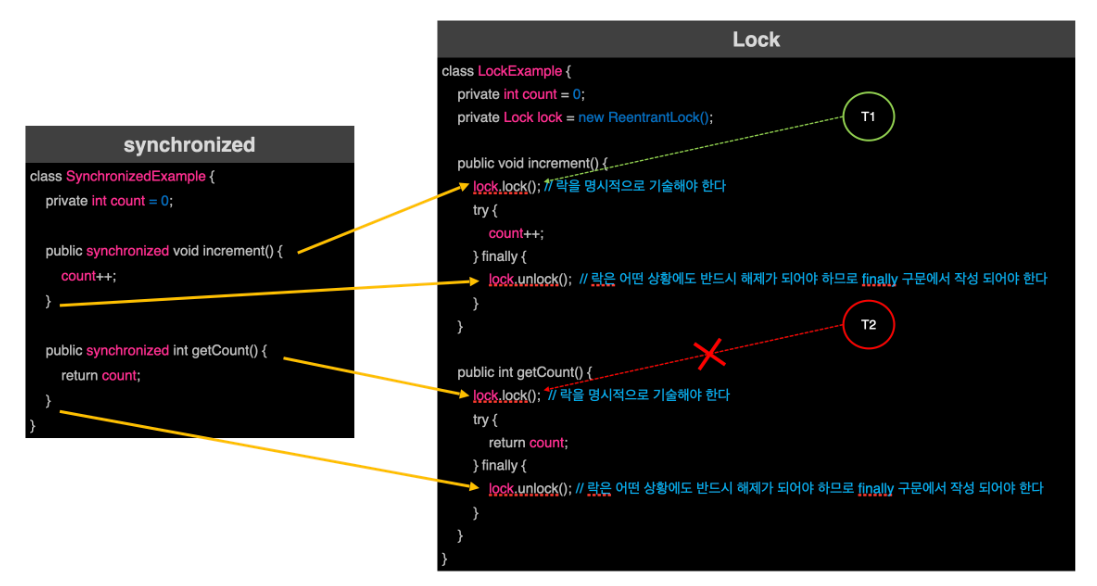 synchronized
class SynchronizedExample {
private int count = 0;
public synchronized void increment() {
count++;
}
public synchronized int getCount() {
return count;
}
}
Lock
class LockExample {
private int count = 0;
private Lock lock = new ReentrantLock();
public void increment() {
lock.lock(); // 락을 명시적으로 기술해야 한다
try {
count++;
} finally {
lock.unlock(); // 락은 어떤 상황에도 반드시 해제가 되어야 하므로 finally 구문에서 작성 되어야 한다
}
}
public int getCount() {
lock.lock(); // 락을 명시적으로 기술해야 한다
try {
return count;
} finally {
lock.unlock(); // 락은 어떤 상황에도 반드시 해제가 되어야 하므로 finally 구문에서 작성 되어야 한다
}
}
}
T1
T2